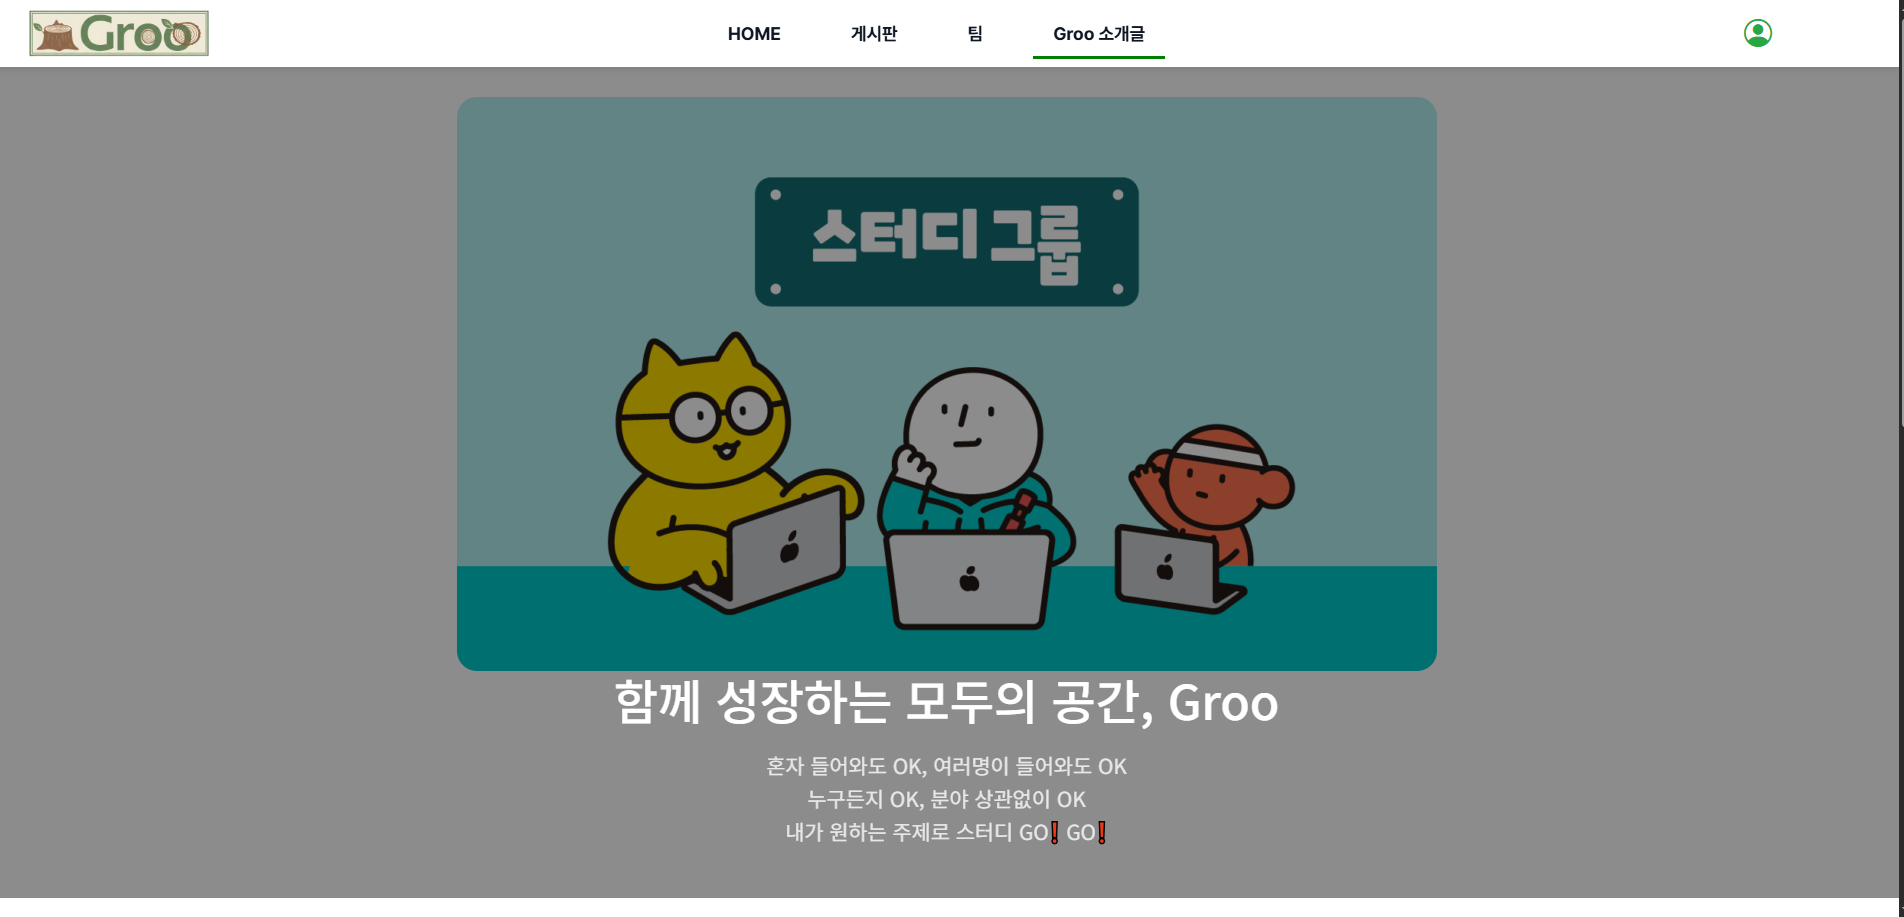 Groo
HOME
게시판
팀
Groo 소개글
스터디 그룹
함께 성장하는 모두의 공간, Groo
혼자 들어와도 OK, 여러명이 들어와도 OK
누구든지 OK, 분야 상관없이 OK
내가 원하는 주제로 스터디 GO❗GO❗